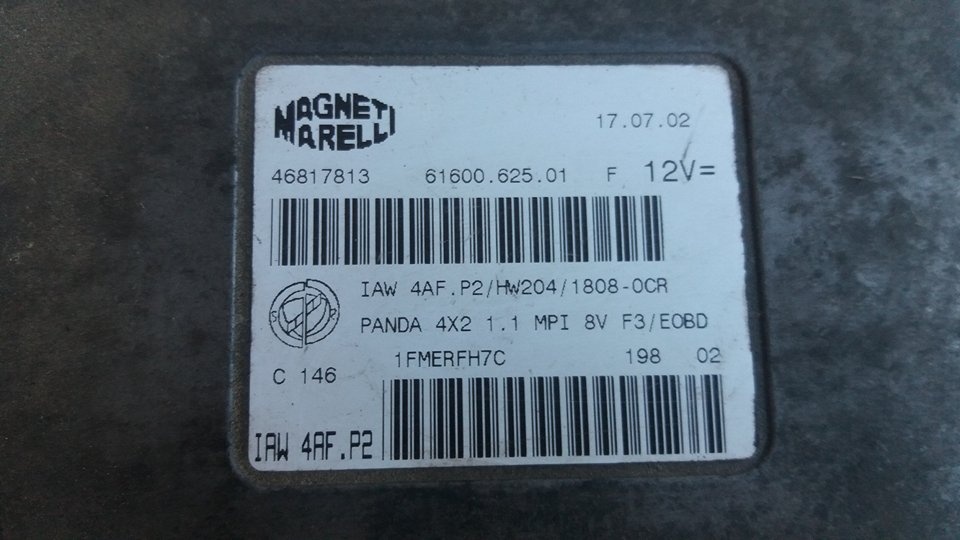 MAGNETI
MARELLI
17.07.02
46817813 61600.625.01 F 12V=
IAW 4AF.P2/HW204/1808-0CR
PANDA 4X2 1.1 MPI 8V F3/EOBD
1FMERFH7C 198 02
C 146
IAW 4AF.P2